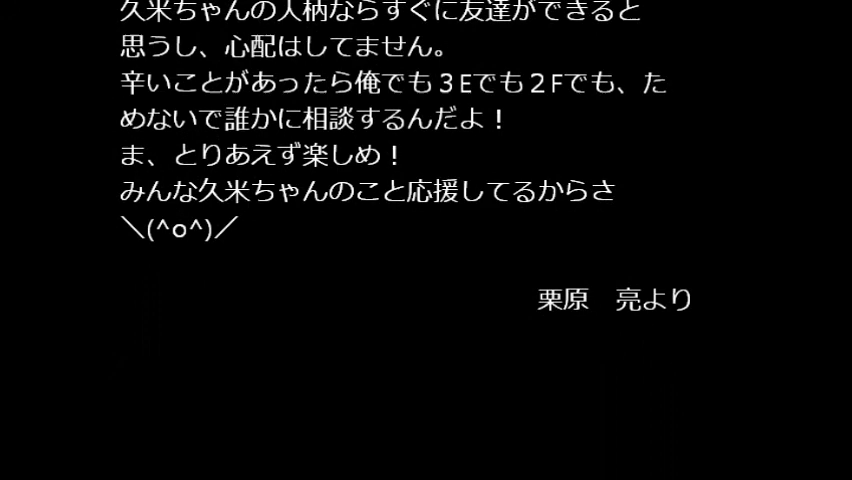 久米ちゃんの人柄ならすぐに友達ができると
思うし、心配はしてません。
辛いことがあったら俺でも３Eでも２Fでも、た
めないで誰かに相談するんだよ！
ま、とりあえず楽しめ！
みんな久米ちゃんのこと応援してるからさ
＼(^o^)／
栗原　亮より